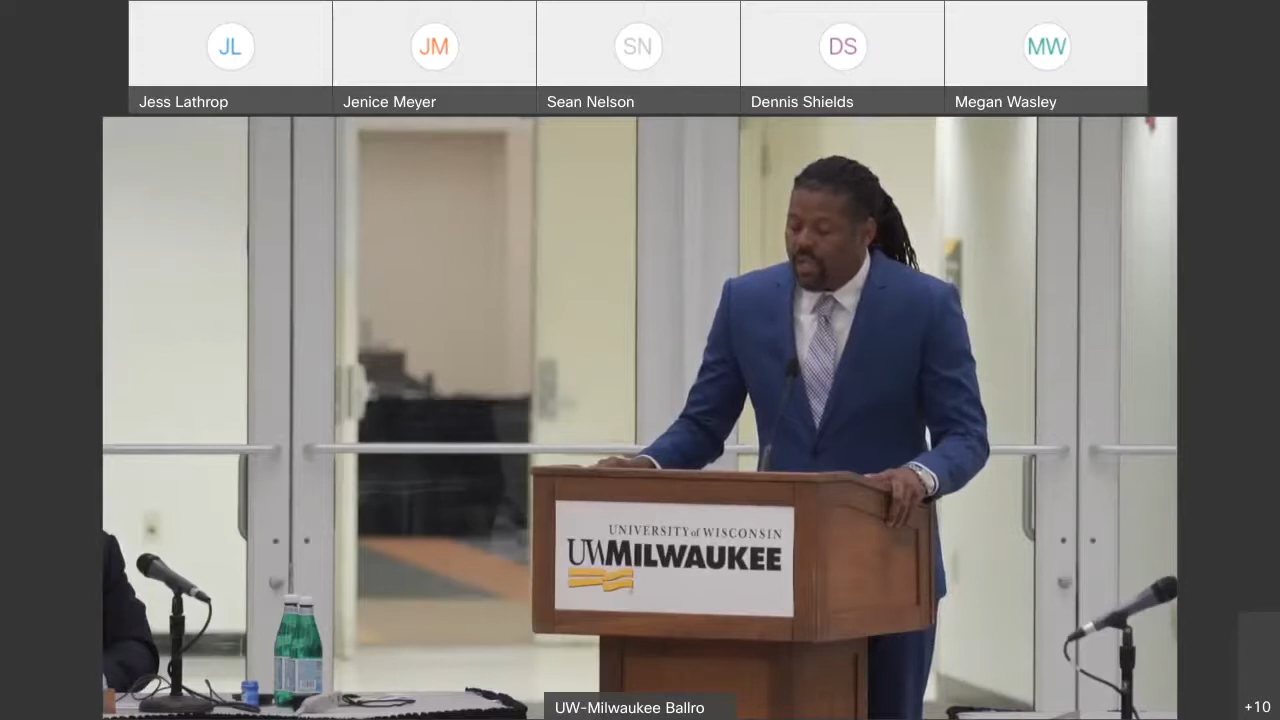 JL
JM
SN
DS
MW
Jess Lathrop
Jenice Meyer
Sean Nelson
Dennis Shields
Megan Wasley
UNIVERSITY of WISCONSIN
UWMILWAUKEE
UW-Milwaukee Ballro
+10